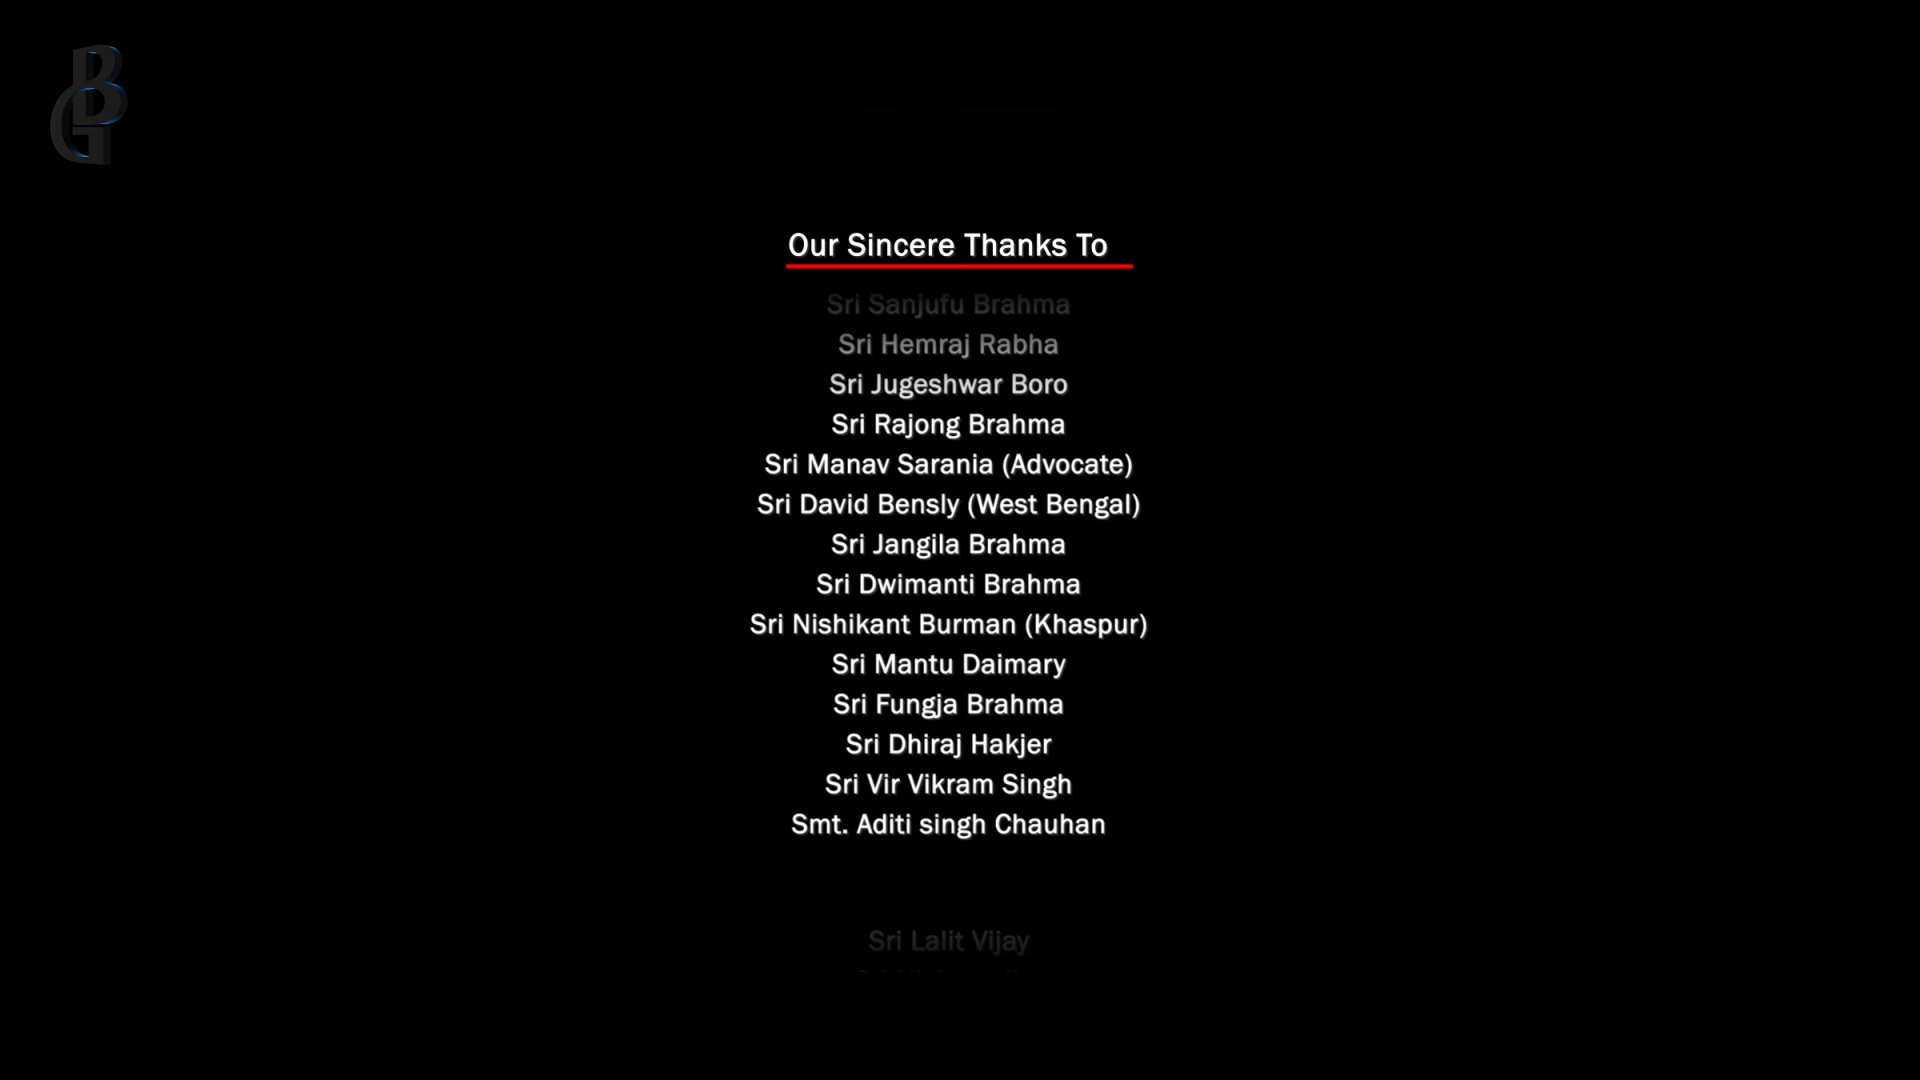 BG
Our Sincere Thanks To
Sri Sanjufu Brahma
Sri Hemraj Rabha
Sri Jugeshwar Boro
Sri Rajong Brahma
Sri Manav Sarania (Advocate)
Sri David Bensly (West Bengal)
Sri Jangila Brahma
Sri Dwimanti Brahma
Sri Nishikant Burman (Khaspur)
Sri Mantu Daimary
Sri Fungja Brahma
Sri Dhiraj Hakjer
Sri Vir Vikram Singh
Smt. Aditi singh Chauhan
Sri Lalit Vijay